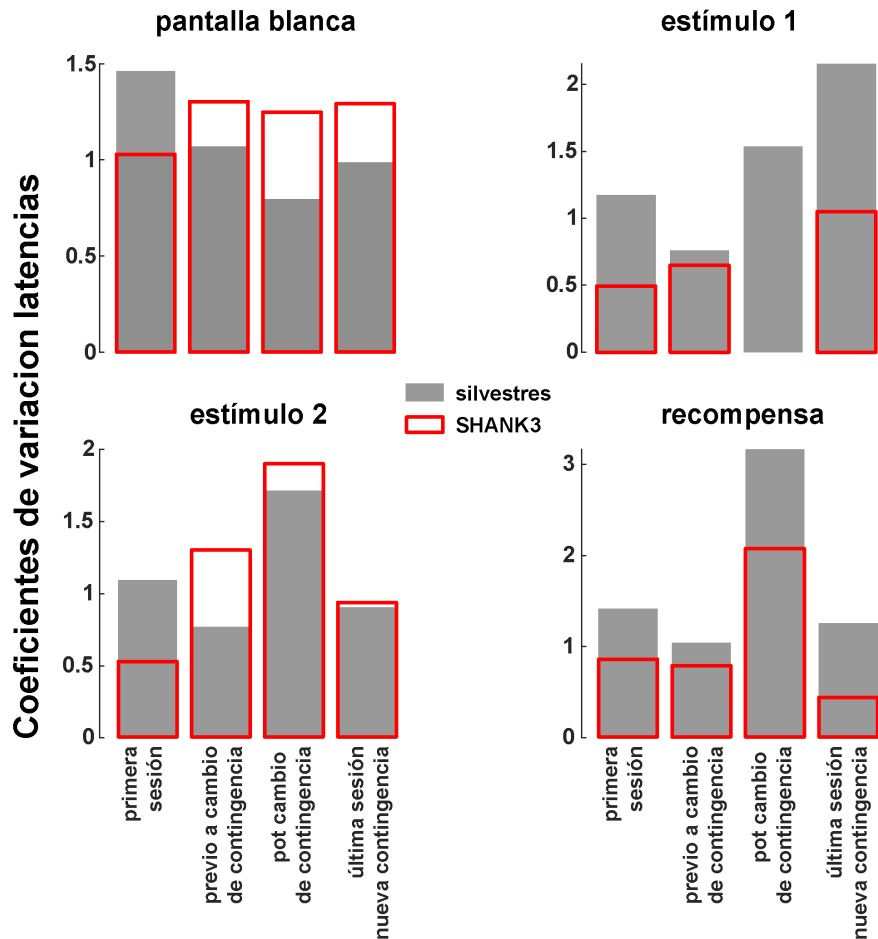 pantalla blanca
estímulo 1
Coeficientes de variacion latencias
1.5
1
0.5
0
2
1.5
1
0.5
0
silvestres
SHANK3
estímulo 2
recompensa
2
1.5
1
0.5
0
3
2
1
0
primera
sesión
previo a cambio
de contingencia
pot cambio
de contingencia
última sesión
nueva contingencia
primera
sesión
previo a cambio
de contingencia
pot cambio
de contingencia
última sesión
nueva contingencia